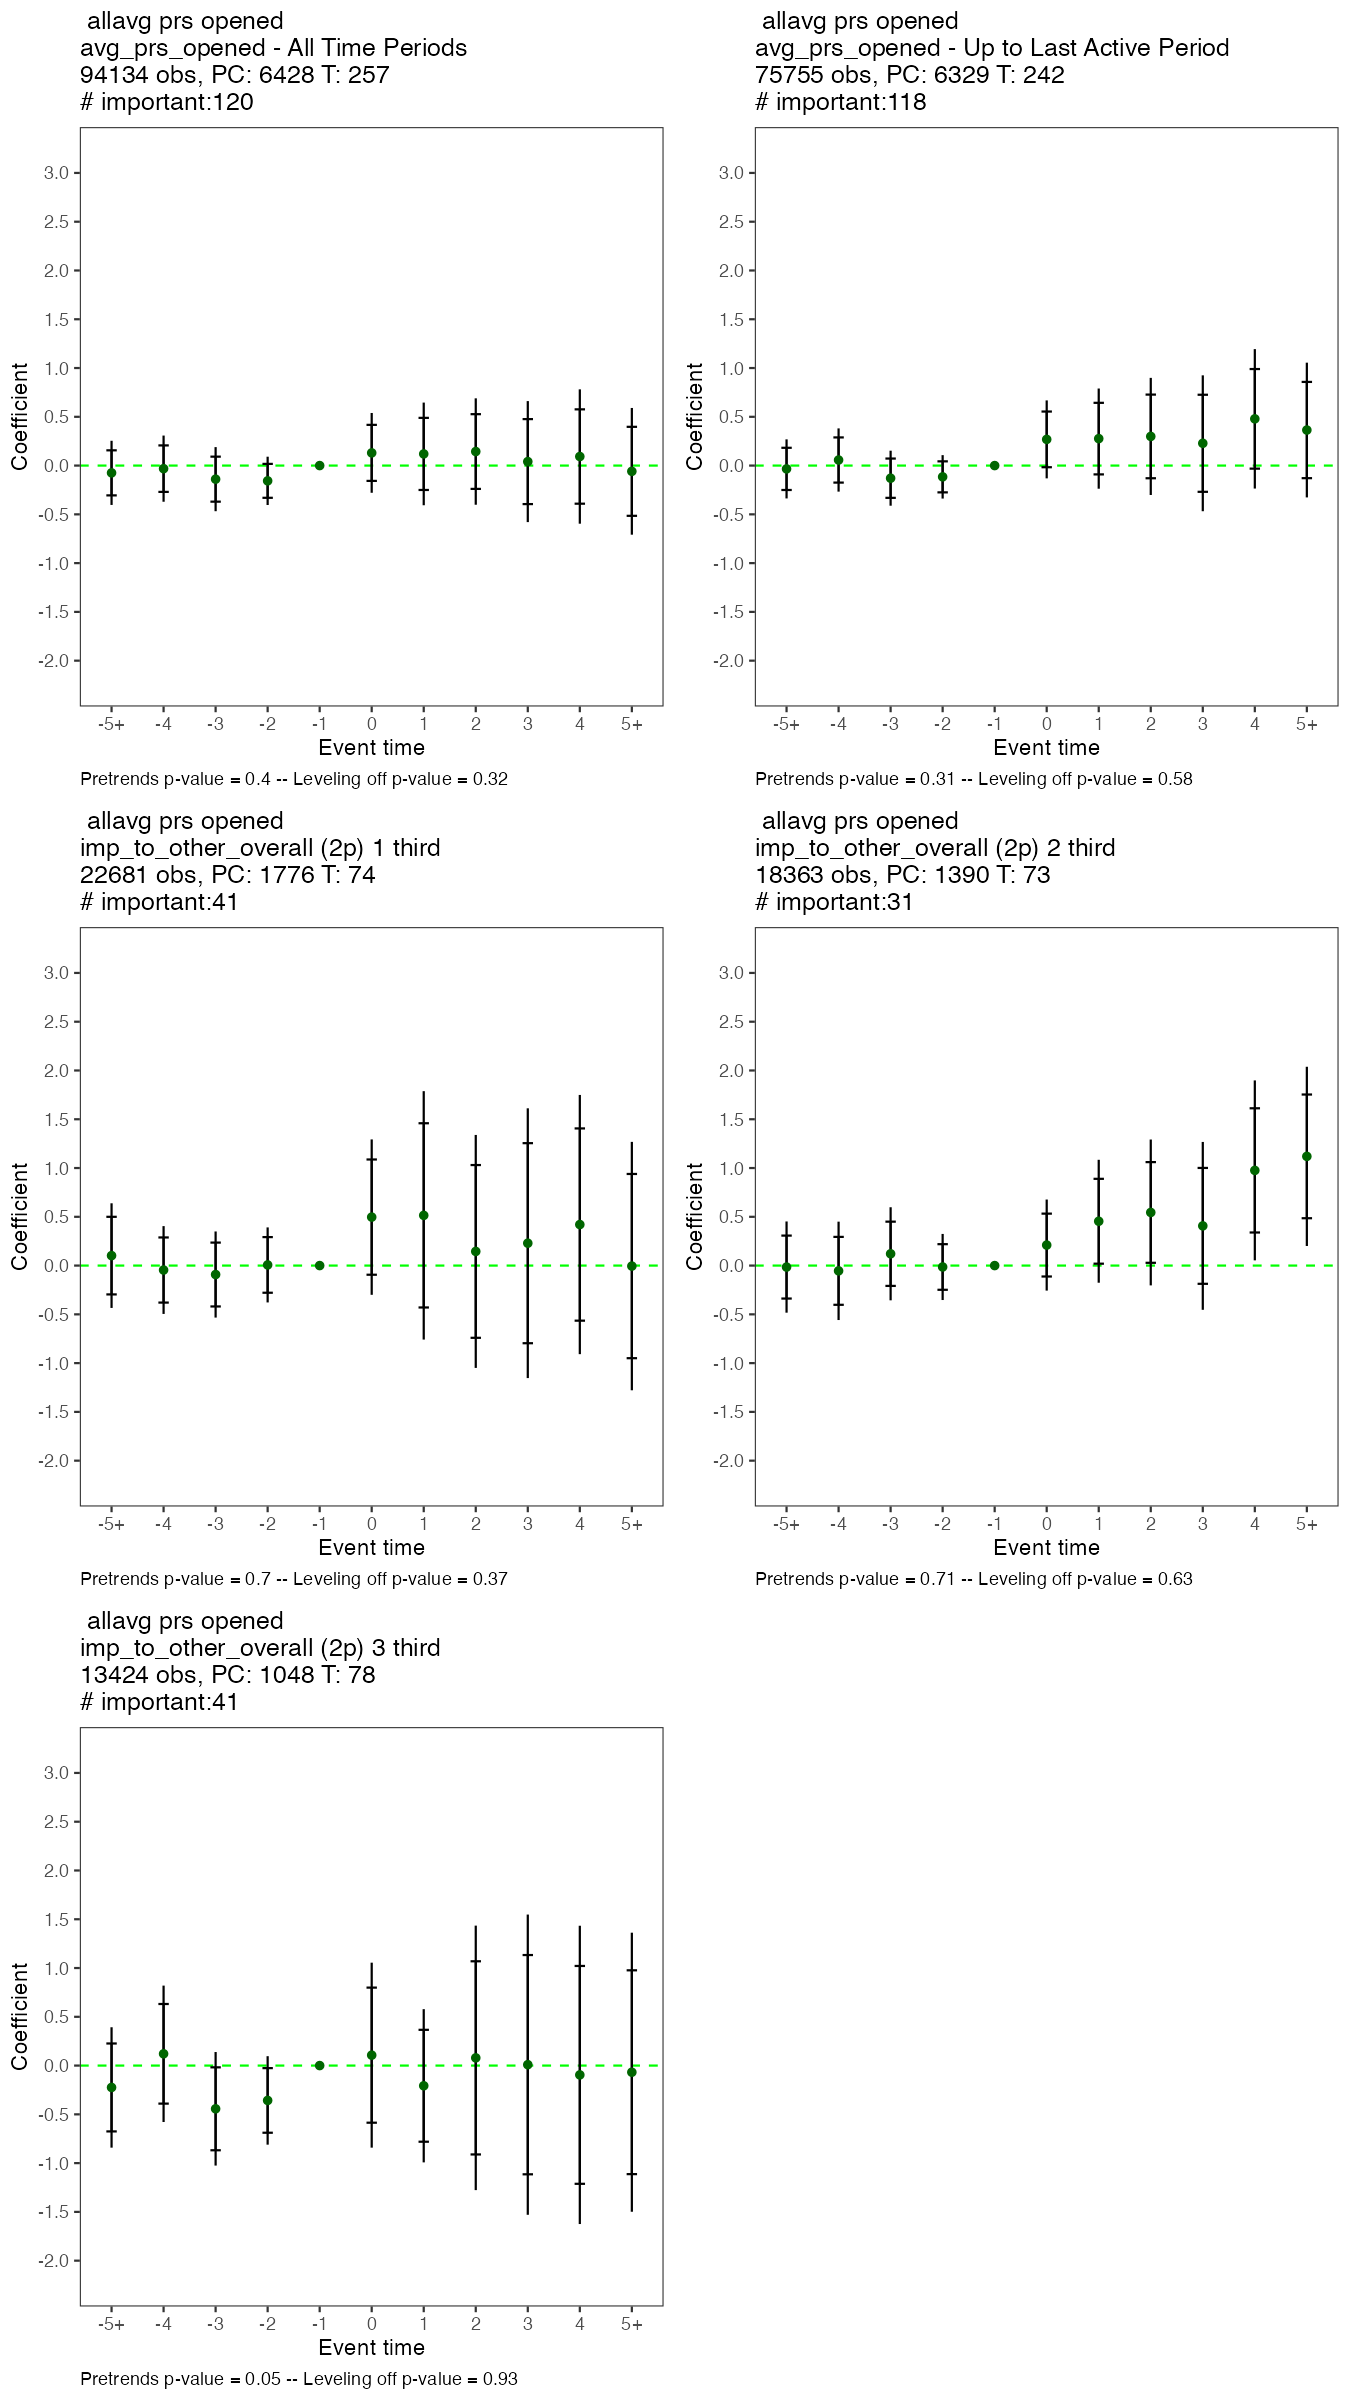 allavg prs opened
avg_prs_opened - All Time Periods
94134 obs, PC: 6428 T: 257
# important:120
3.0
2.5
2.0
1.5
1.0
0.5
0.0
-0.5
-1.0
-1.5
-2.0
Coefficient
-5+ -4 -3 -2 -1 0 1 2 3 4 5+
Event time
Pretrends p-value = 0.4 -- Leveling off p-value = 0.32
allavg prs opened
avg_prs_opened - Up to Last Active Period
75755 obs, PC: 6329 T: 242
# important:118
3.0
2.5
2.0
1.5
1.0
0.5
0.0
-0.5
-1.0
-1.5
-2.0
Coefficient
-5+ -4 -3 -2 -1 0 1 2 3 4 5+
Event time
Pretrends p-value = 0.31 -- Leveling off p-value = 0.58
allavg prs opened
imp_to_other_overall (2p) 1 third
22681 obs, PC: 1776 T: 74
# important:41
3.0
2.5
2.0
1.5
1.0
0.5
0.0
-0.5
-1.0
-1.5
-2.0
Coefficient
-5+ -4 -3 -2 -1 0 1 2 3 4 5+
Event time
Pretrends p-value = 0.7 -- Leveling off p-value = 0.37
allavg prs opened
imp_to_other_overall (2p) 2 third
18363 obs, PC: 1390 T: 73
# important:31
3.0
2.5
2.0
1.5
1.0
0.5
0.0
-0.5
-1.0
-1.5
-2.0
Coefficient
-5+ -4 -3 -2 -1 0 1 2 3 4 5+
Event time
Pretrends p-value = 0.71 -- Leveling off p-value = 0.63
allavg prs opened
imp_to_other_overall (2p) 3 third
13424 obs, PC: 1048 T: 78
# important:41
3.0
2.5
2.0
1.5
1.0
0.5
0.0
-0.5
-1.0
-1.5
-2.0
Coefficient
-5+ -4 -3 -2 -1 0 1 2 3 4 5+
Event time
Pretrends p-value = 0.05 -- Leveling off p-value = 0.93